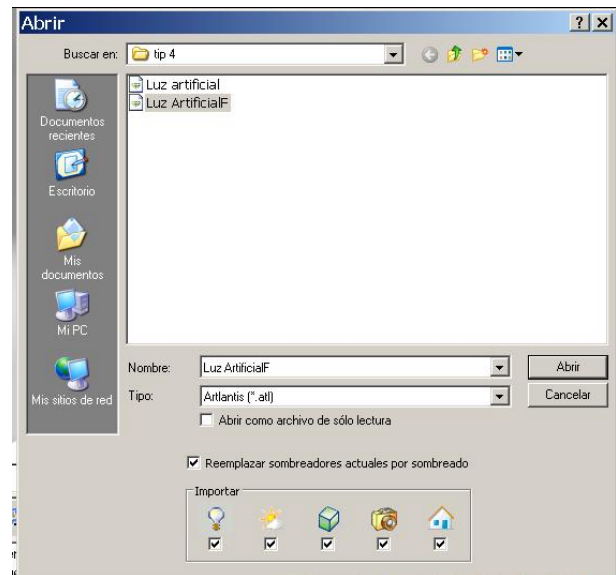 Abrir
Buscar en: tip 4
Luz artificial
Luz ArtificialF
Documentos
recientes
Escritorio
Mis
documentos
Mi PC
Mis sitios de red
Nombre: Luz ArtificialF Abrir
Tipo: Artlantis (*.atl) Cancelar
Abrir como archivo de sólo lectura
Reemplazar sombreadores actuales por sombreado
Importar